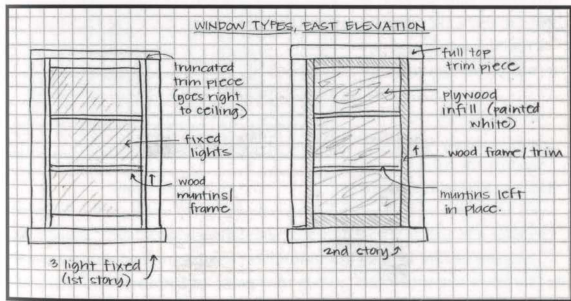 WINDOW TYPES, EAST ELEVATION
truncated
trim piece
(goes right
to ceiling)
fixed
lights
wood
muntins/
frame
3 light fixed
(1st story)
full top
trim piece
plywood
infill (painted
white)
wood frame/trim
muntins left
in place.
2nd story